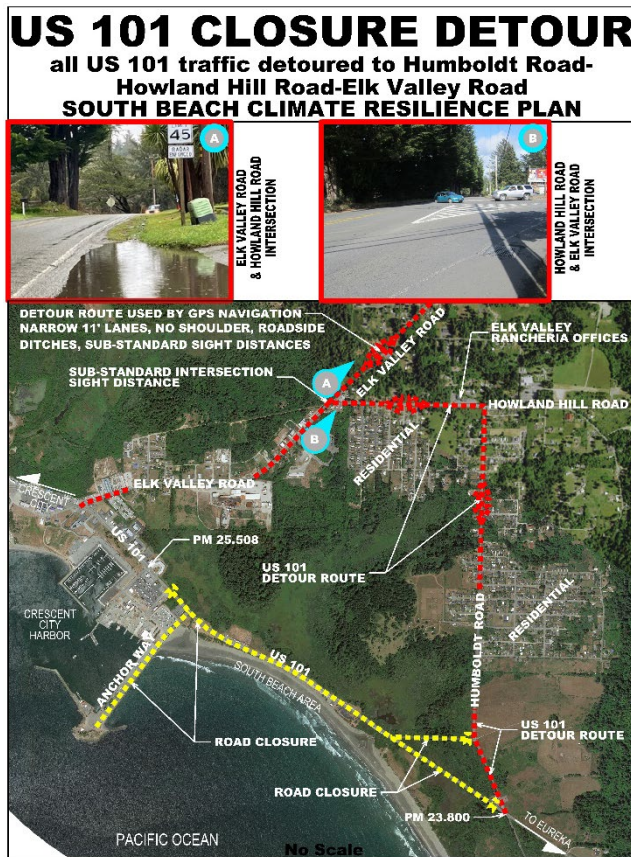 US 101 CLOSURE DETOUR
all US 101 traffic detoured to Humboldt Road-
Howland Hill Road-Elk Valley Road
SOUTH BEACH CLIMATE RESILIENCE PLAN
45
A
ELK VALLEY ROAD
& HOWLAND HILL ROAD
INTERSECTION
B
HOWLAND HILL ROAD
& ELK VALLEY ROAD
INTERSECTION
DETOUR ROUTE USED BY GPS NAVIGATION
NARROW 11' LANES, NO SHOULDER, ROADSIDE
DITCHES, SUB-STANDARD SIGHT DISTANCES
ELK VALLEY
RANCHERIA OFFICES
SUB-STANDARD INTERSECTION
SIGHT DISTANCE
A
ELK VALLEY ROAD
HOWLAND HILL ROAD
B
RESIDENTIAL
ELK VALLEY ROAD
CRESCENT
CITY
US 101
PM 25.508
US 101
DETOUR ROUTE
CRESCENT
CITY
HARBOR
ANCHOR WAY
US 101
SOUTH BEACH AREA
HUMBOLDT ROAD
RESIDENTIAL
ROAD CLOSURE
US 101
DETOUR ROUTE
ROAD CLOSURE
PM 23.800
TO EUREKA
PACIFIC OCEAN
No Scale